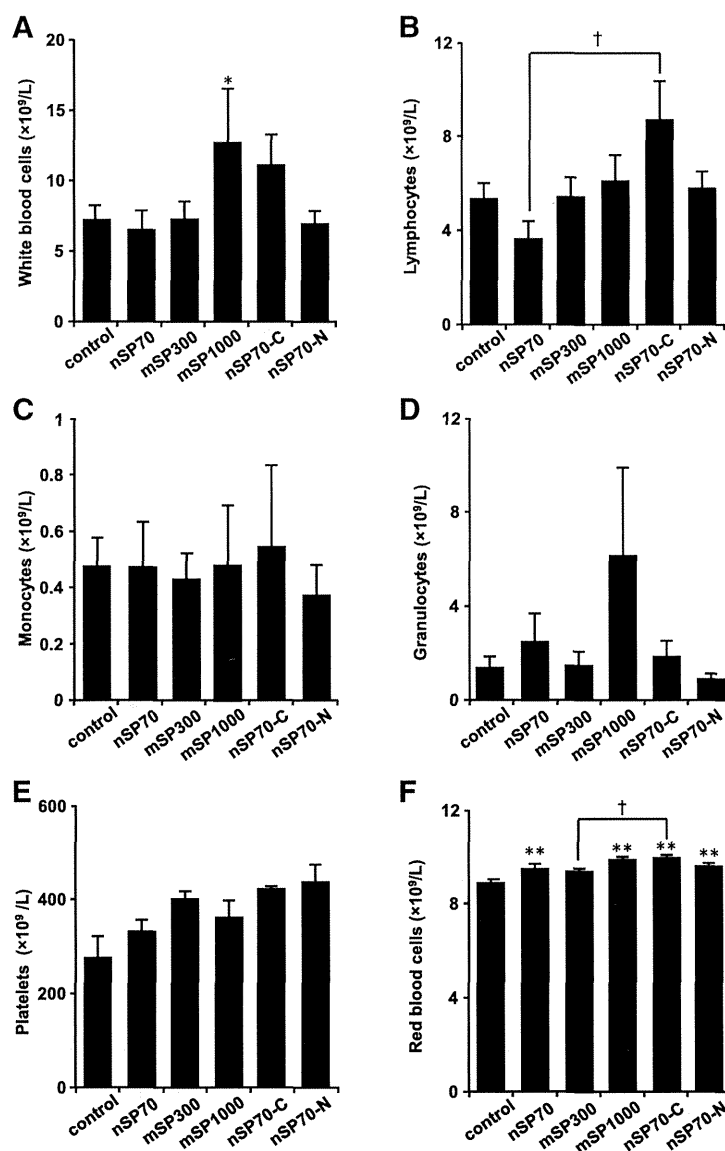 A
White blood cells (×10⁹/L)
20
15
10
5
0
*
control
nSP70
mSP300
mSP1000
nSP70-C
nSP70-N
B
Lymphocytes (×10⁹/L)
12
8
4
0
†
control
nSP70
mSP300
mSP1000
nSP70-C
nSP70-N
C
Monocytes (×10⁹/L)
1
0.8
0.6
0.4
0.2
0
control
nSP70
mSP300
mSP1000
nSP70-C
nSP70-N
D
Granulocytes (×10⁹/L)
12
8
4
0
control
nSP70
mSP300
mSP1000
nSP70-C
nSP70-N
E
Platelets (×10⁹ /L)
600
400
200
0
control
nSP70
mSP300
mSP1000
nSP70-C
nSP70-N
F
Red blood cells (×10⁹/L)
12
8
4
0
†
** ** ** **
control
nSP70
mSP300
mSP1000
nSP70-C
nSP70-N